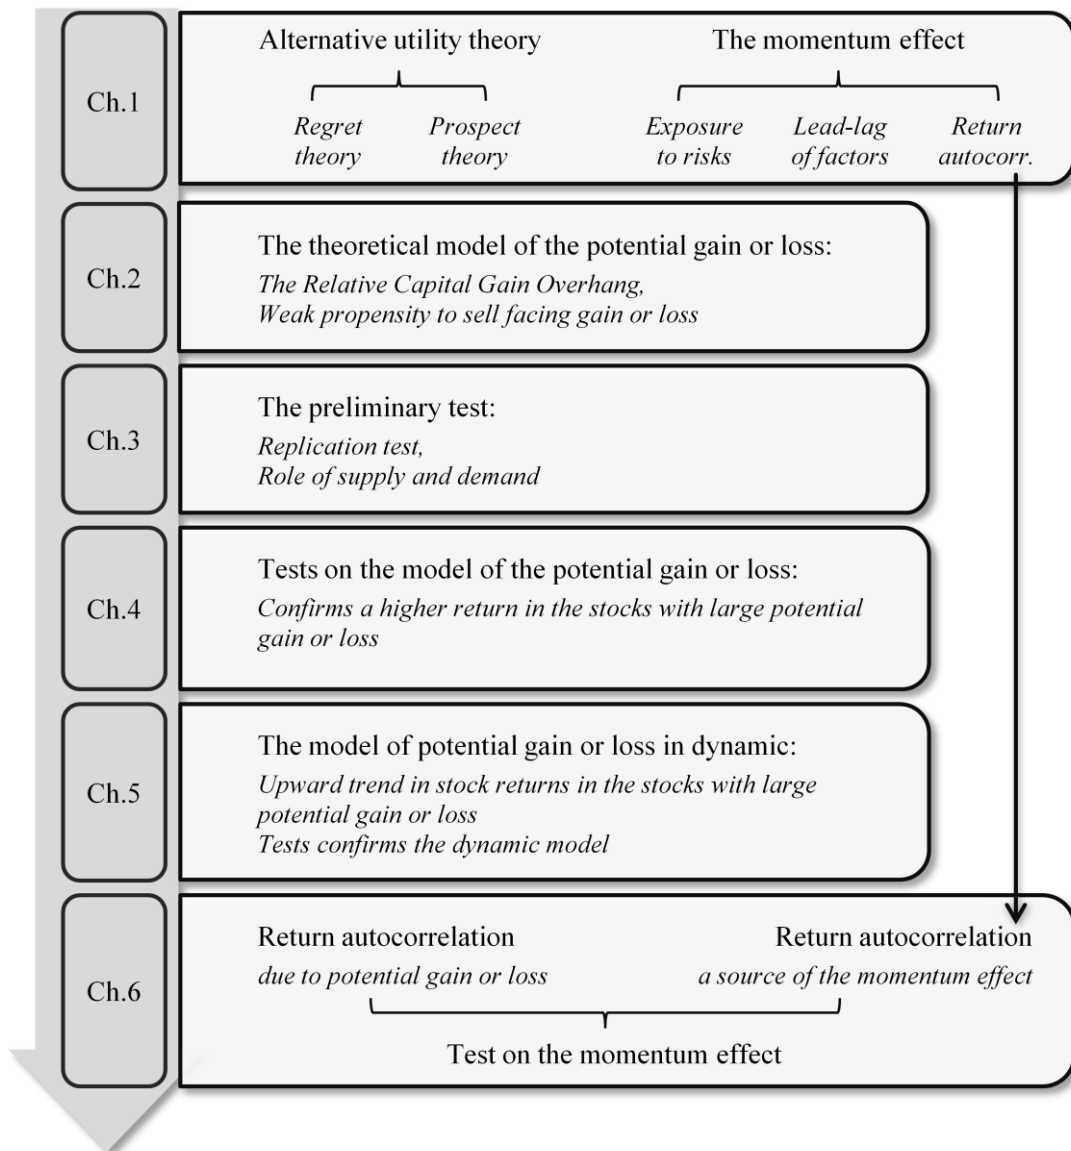 Ch.1
Alternative utility theory
Regret
theory
Prospect
theory
The momentum effect
Exposure
to risks
Lead-lag
of factors
Return
autocorr.
Ch.2
The theoretical model of the potential gain or loss:
The Relative Capital Gain Overhang,
Weak propensity to sell facing gain or loss
Ch.3
The preliminary test:
Replication test,
Role of supply and demand
Ch.4
Tests on the model of the potential gain or loss:
Confirms a higher return in the stocks with large potential
gain or loss
Ch.5
The model of potential gain or loss in dynamic:
Upward trend in stock returns in the stocks with large
potential gain or loss
Tests confirms the dynamic model
Ch.6
Return autocorrelation
due to potential gain or loss
Return autocorrelation
a source of the momentum effect
Test on the momentum effect